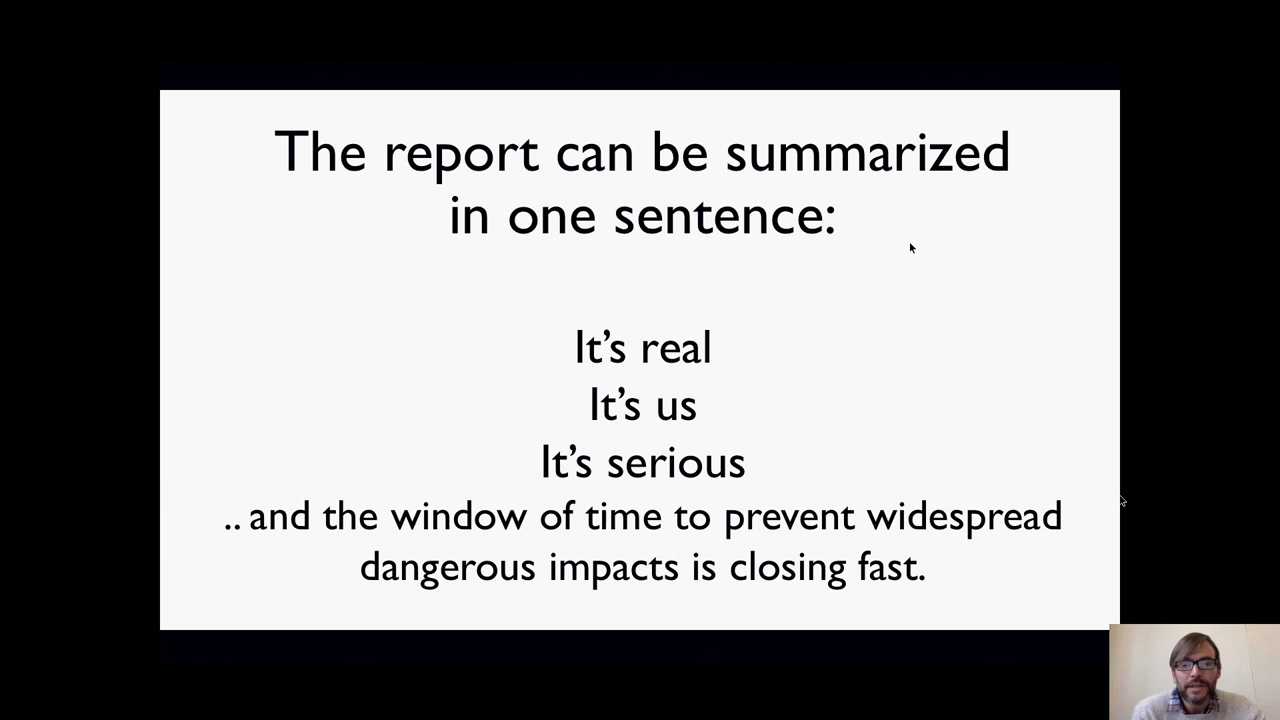 The report can be summarized
in one sentence:
It’s real
It’s us
It’s serious
.. and the window of time to prevent widespread
dangerous impacts is closing fast.